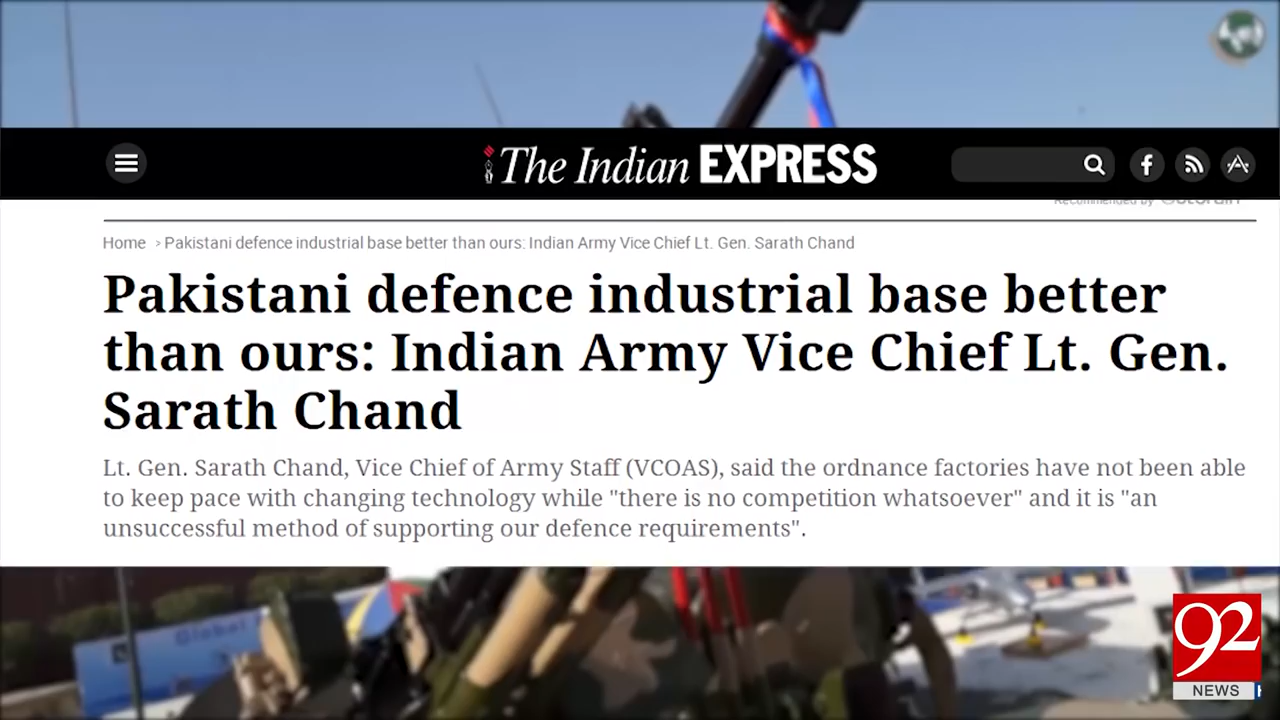 The Indian EXPRESS
Recommended by
Home > Pakistani defence industrial base better than ours: Indian Army Vice Chief Lt. Gen. Sarath Chand
Pakistani defence industrial base better
than ours: Indian Army Vice Chief Lt. Gen.
Sarath Chand
Lt. Gen. Sarath Chand, Vice Chief of Army Staff (VCOAS), said the ordnance factories have not been able
to keep pace with changing technology while "there is no competition whatsoever" and it is "an
unsuccessful method of supporting our defence requirements".
Global
92
NEWS